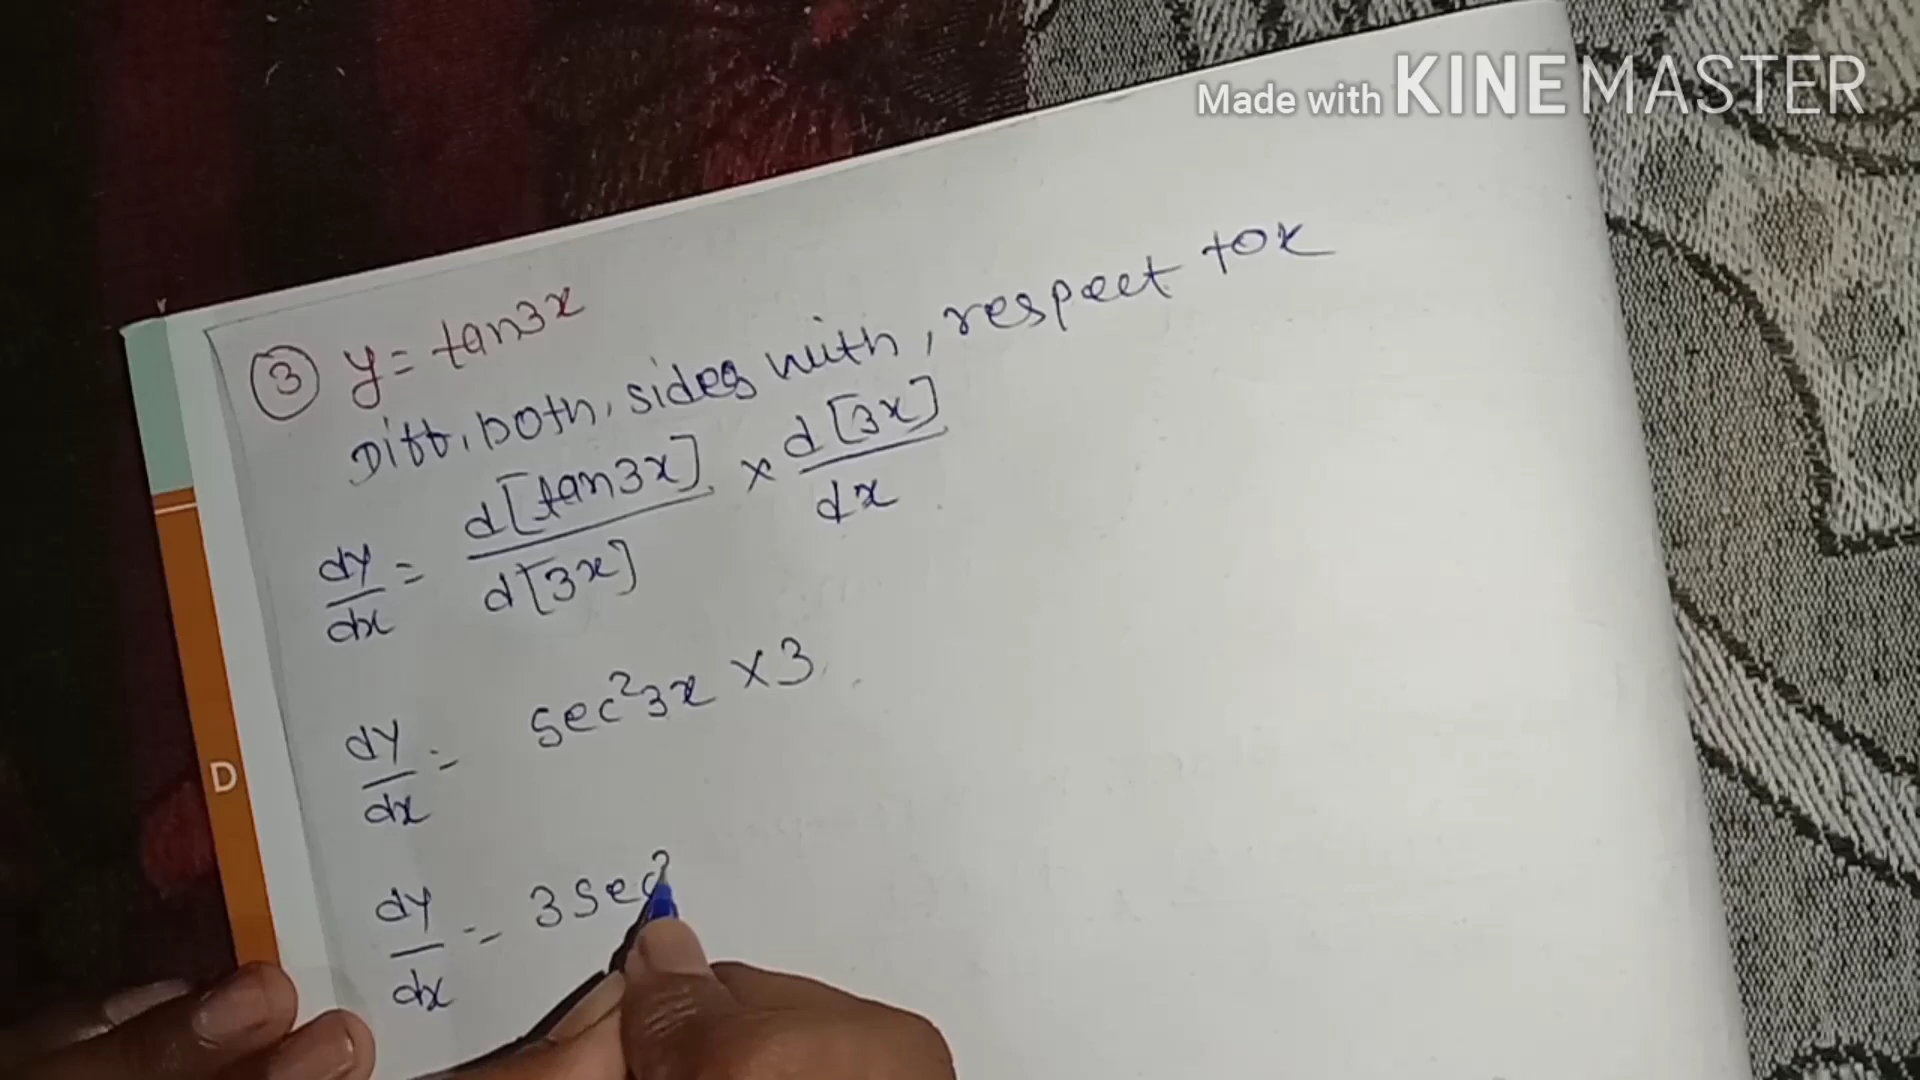 Made with KINEMASTER
③ y = tan3x
Diff. both, sides with, respect to x
dy/dx = d[tan3x]/d[3x] × d[3x]/dx
dy/dx = sec²3x × 3
dy/dx = 3sec²
D